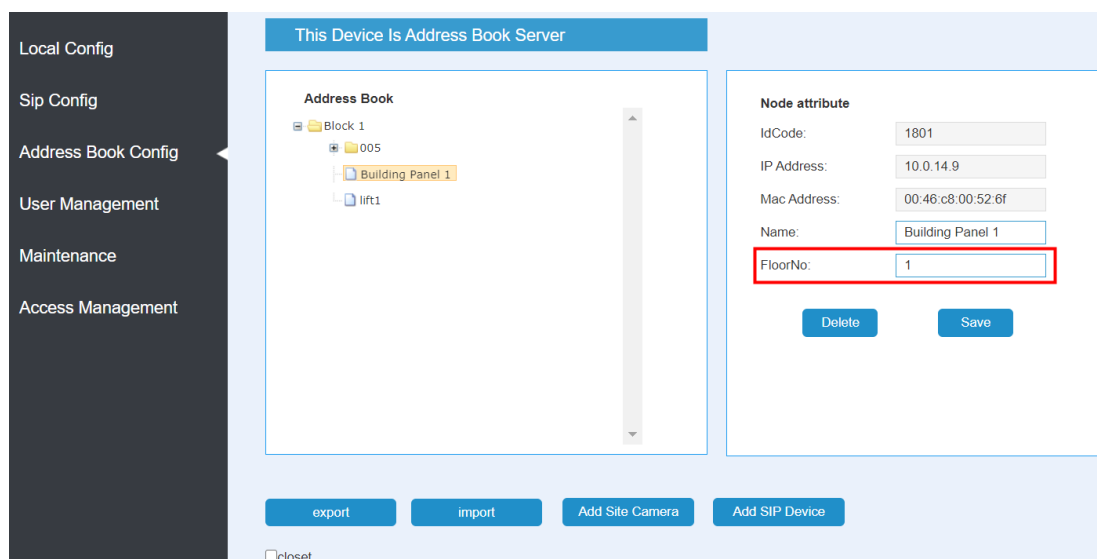 Local Config
Sip Config
Address Book Config
User Management
Maintenance
Access Management
This Device Is Address Book Server
Address Book
Block 1
005
Building Panel 1
lift1
Node attribute
IdCode: 1801
IP Address: 10.0.14.9
Mac Address: 00:46:c8:00:52:6f
Name: Building Panel 1
FloorNo: 1
Delete Save
export import Add Site Camera Add SIP Device
closet